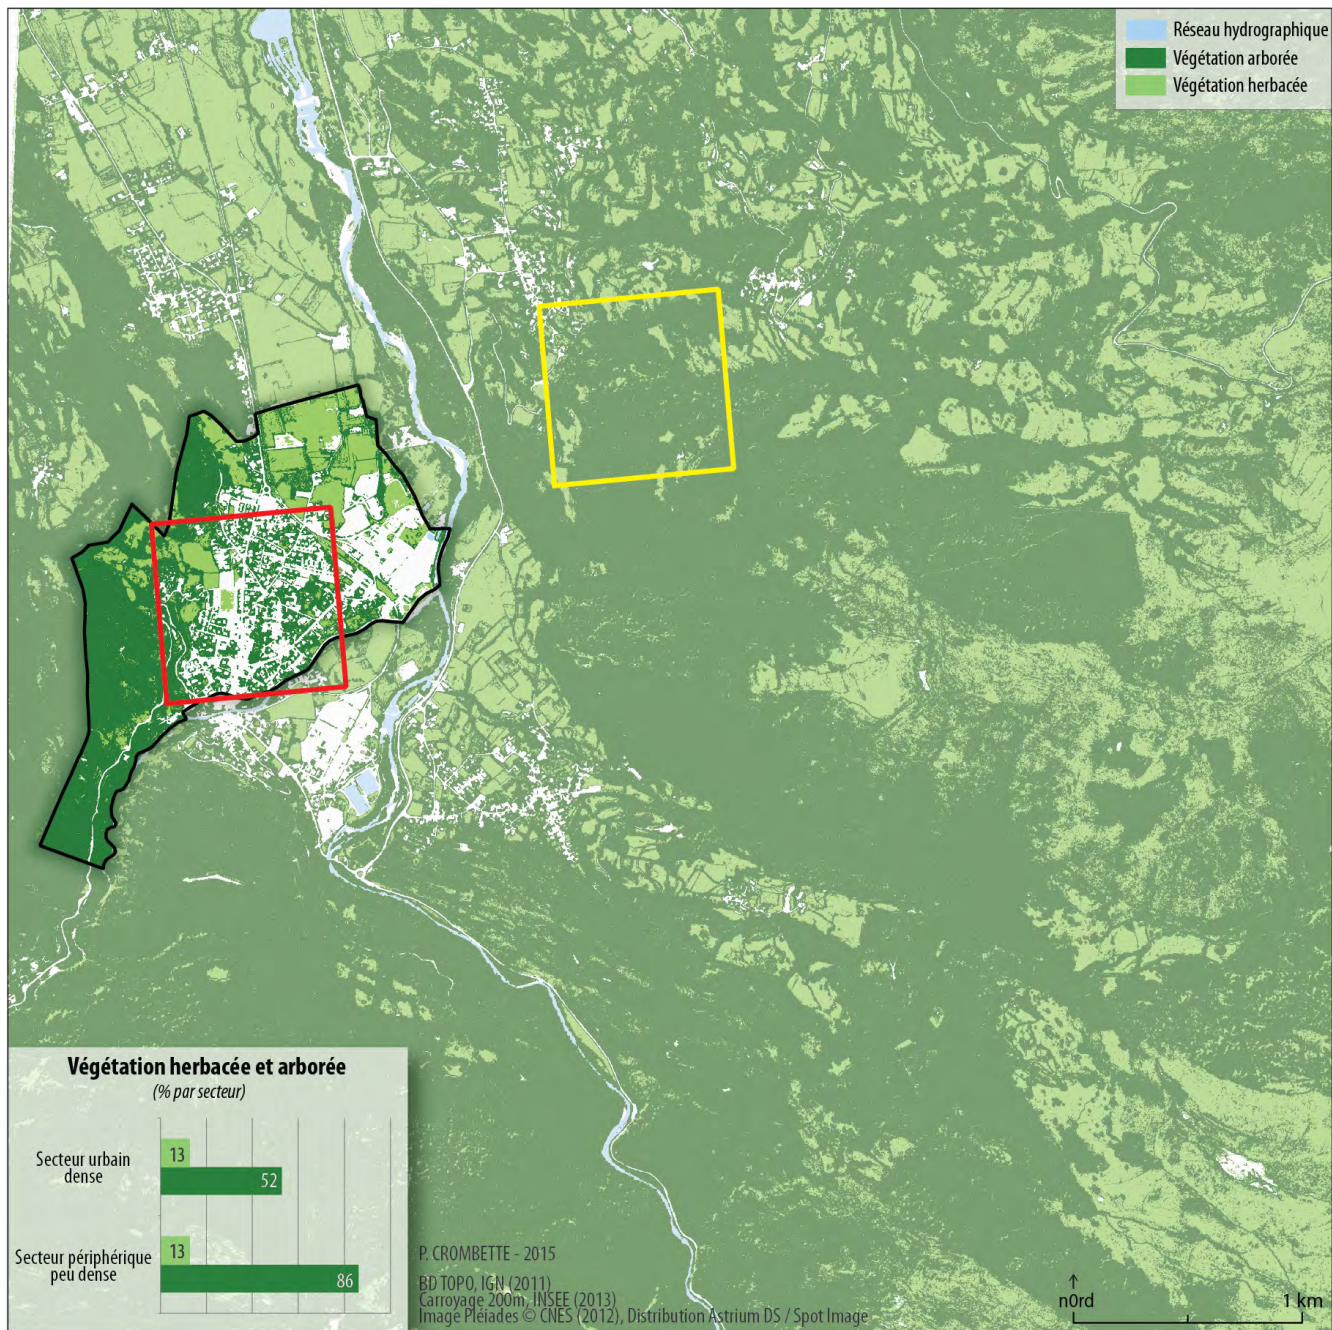 Réseau hydrographique
Végétation arborée
Végétation herbacée
Végétation herbacée et arborée
(% par secteur)
Secteur urbain
dense
13
52
Secteur périphérique
peu dense
13
86
P. CROMBETTE - 2015
BD TOPO, IGN (2011)
Carroyage 200m, INSEE (2013)
Image Pléiades © CNES (2012), Distribution Astrium DS / Spot Image
n0rd
1 km